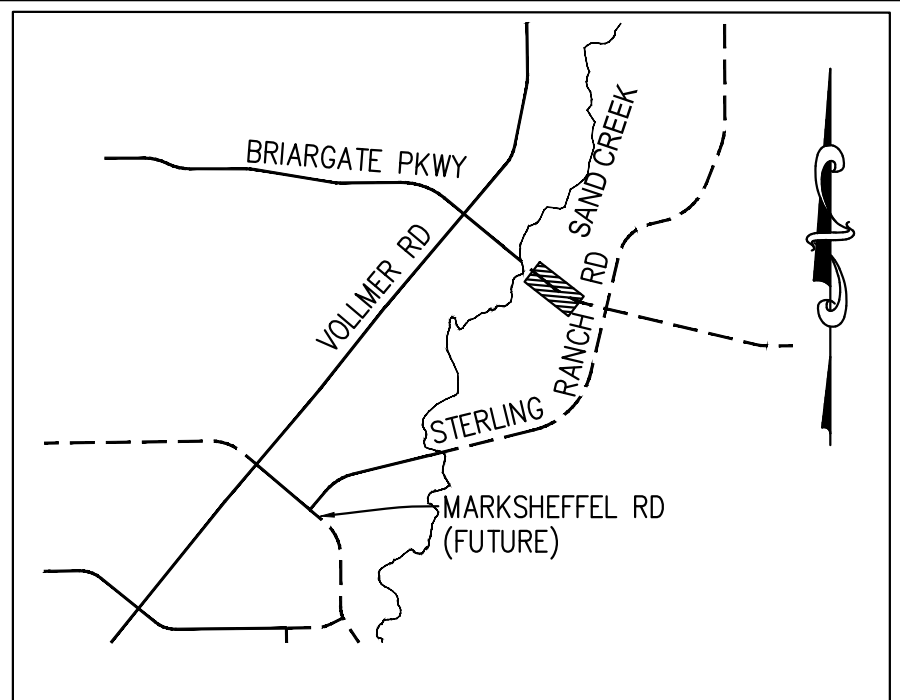 BRIARGATE PKWY
SAND CREEK
VOLLMER RD
STERLING RANCH RD
MARKSHEFFEL RD
(FUTURE)